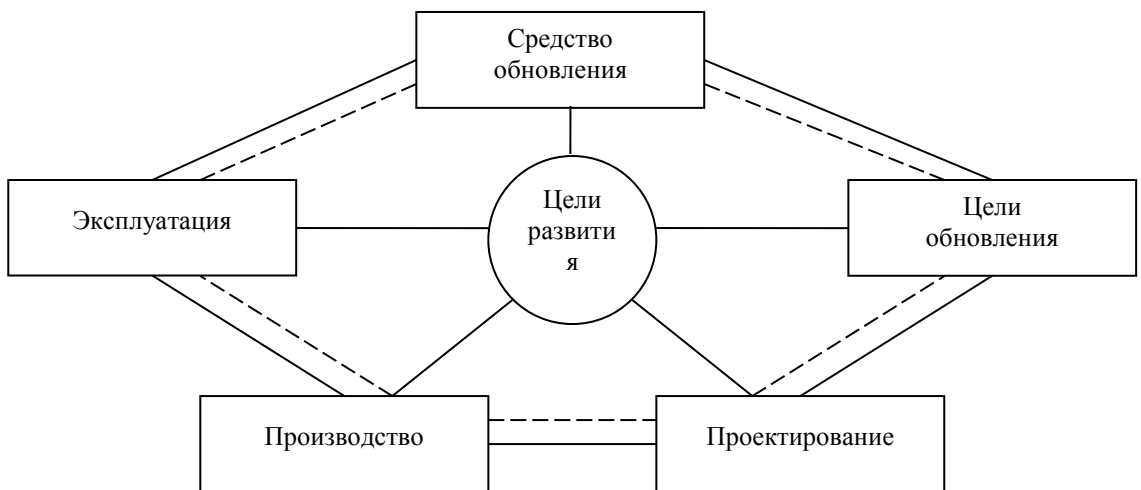 Средство
обновления
Эксплуатация
Цели
развити
я
Цели
обновления
Производство
Проектирование